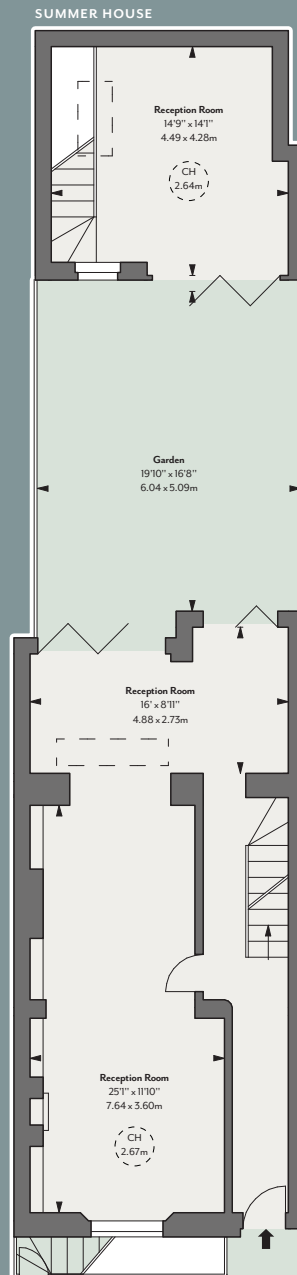 SUMMER HOUSE
Reception Room
14'9" x 14'1"
4.49 x 4.28m
CH
2.64m
Garden
19'10" x 16'8"
6.04 x 5.09m
Reception Room
16' x 8'11"
4.88 x 2.73m
Reception Room
25'1" x 11'10"
7.64 x 3.60m
CH
2.67m